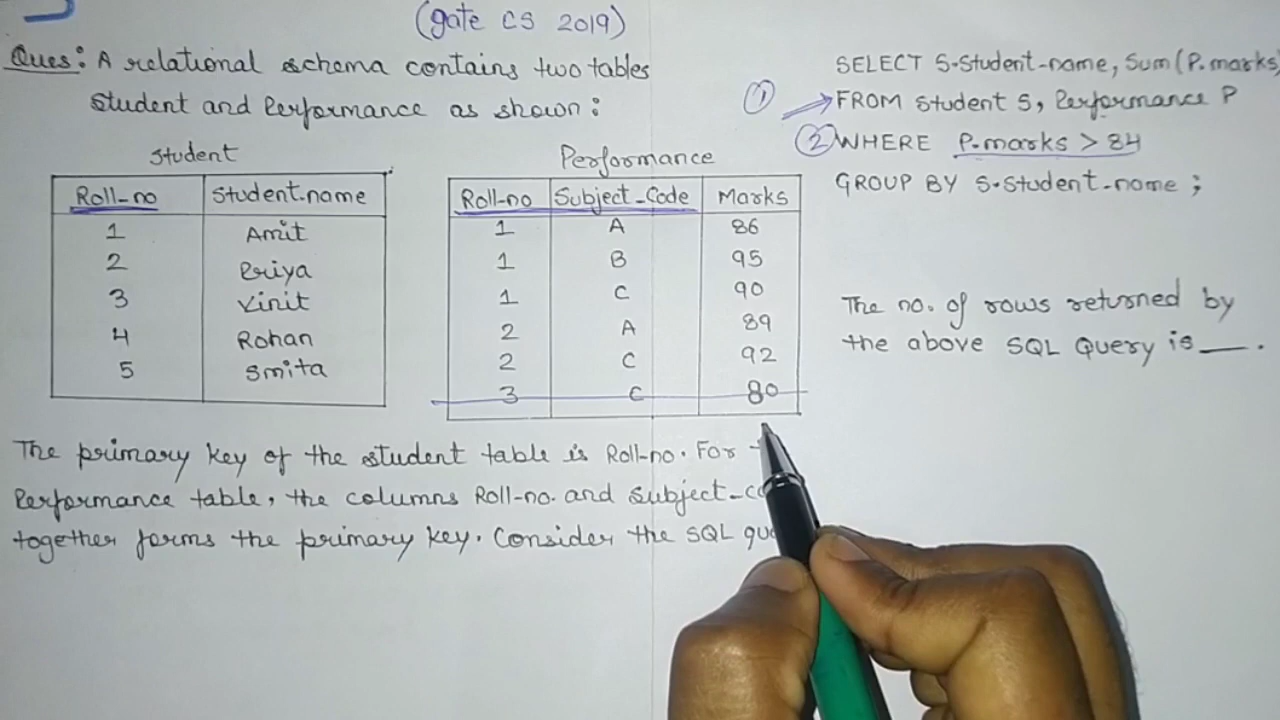 (gate CS 2019)
Ques: A relational schema contains two tables
Student and Performance as shown:
Student
Roll-no Student-name
1 Amit
2 Priya
3 Vinit
4 Rohan
5 Smita
Performance
Roll-no Subject-Code Marks
1 A 86
1 B 95
1 C 90
2 A 89
2 C 92
3 C 80
The primary key of the student table is Roll-no. For
Performance table, the columns Roll-no. and Subject-co
together forms the primary key. Consider the SQL qu
SELECT S.Student-name, Sum(P.marks
① FROM Student S, Performance P
② WHERE P.marks > 84
GROUP BY S.Student-name;
The no. of rows returned by
the above SQL Query is __.